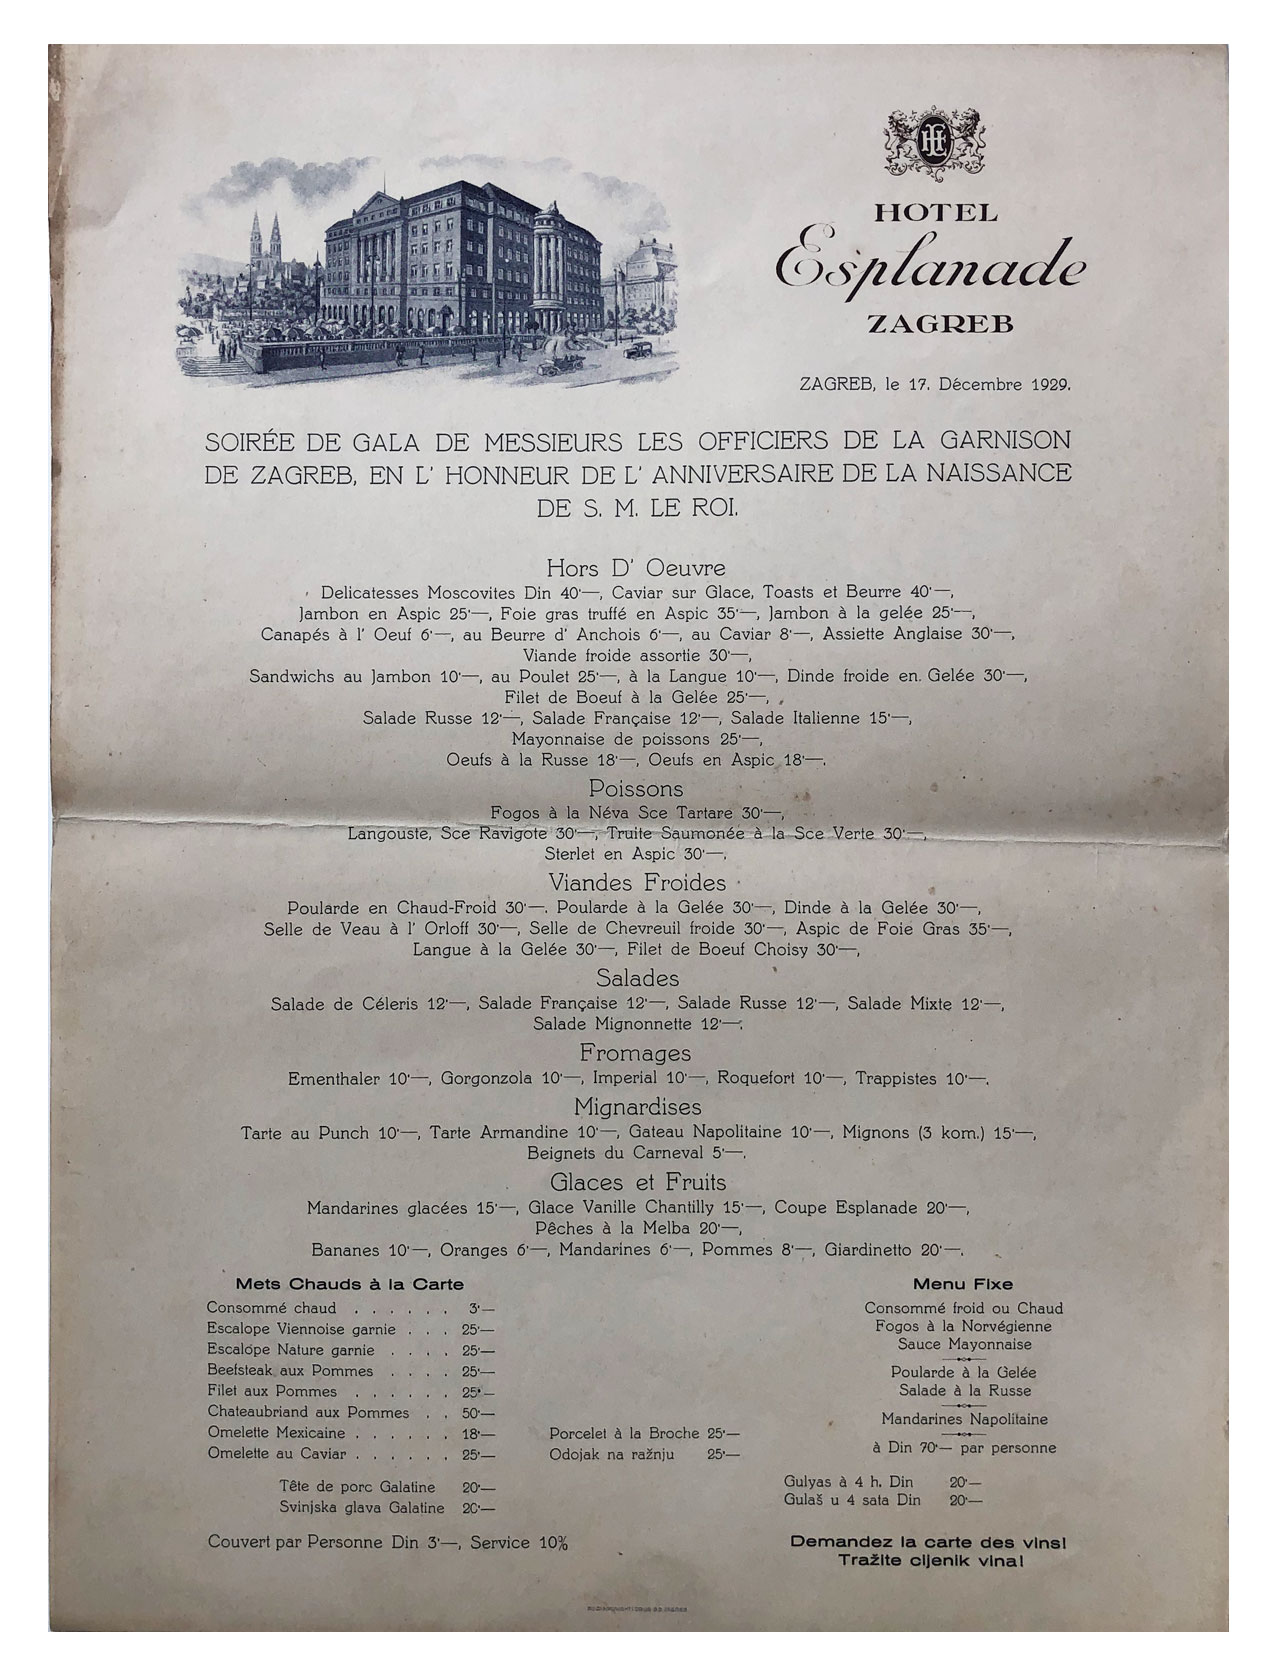 HOTEL
Esplanade
ZAGREB
ZAGREB, le 17. Décembre 1929.
SOIRÉE DE GALA DE MESSIEURS LES OFFICIERS DE LA GARNISON
DE ZAGREB, EN L' HONNEUR DE L' ANNIVERSAIRE DE LA NAISSANCE
DE S. M. LE ROI.
Hors D' Oeuvre
Delicatesses Moscovites Din 40·—, Caviar sur Glace, Toasts et Beurre 40·—,
Jambon en Aspic 25·—, Foie gras truffé en Aspic 35·—, Jambon à la gelée 25·—,
Canapés à l' Oeuf 6·—, au Beurre d' Anchois 6·—, au Caviar 8·—, Assiette Anglaise 30·—,
Viande froide assortie 30·—,
Sandwichs au Jambon 10·—, au Poulet 25·—, à la Langue 10·—, Dinde froide en. Gelée 30·—,
Filet de Boeuf à la Gelée 25·—,
Salade Russe 12·—, Salade Française 12·—, Salade Italienne 15·—,
Mayonnaise de poissons 25·—,
Oeufs à la Russe 18·—, Oeufs en Aspic 18·—.
Poissons
Fogos à la Néva Sce Tartare 30·—,
Langouste, Sce Ravigote 30·—, Truite Saumonée à la Sce Verte 30·—,
Sterlet en Aspic 30·—.
Viandes Froides
Poularde en Chaud-Froid 30·—. Poularde à la Gelée 30·—, Dinde à la Gelée 30·—,
Selle de Veau à l' Orloff 30·—, Selle de Chevreuil froide 30·—, Aspic de Foie Gras 35·—,
Langue à la Gelée 30·—, Filet de Boeuf Choisy 30·—,
Salades
Salade de Céleris 12·—, Salade Française 12·—, Salade Russe 12·—, Salade Mixte 12·—,
Salade Mignonnette 12·—.
Fromages
Ementhaler 10·—, Gorgonzola 10·—, Imperial 10·—, Roquefort 10·—, Trappistes 10·—.
Mignardises
Tarte au Punch 10·—, Tarte Armandine 10·—, Gateau Napolitaine 10·—, Mignons (3 kom.) 15·—,
Beignets du Carneval 5·—.
Glaces et Fruits
Mandarines glacées 15·—, Glace Vanille Chantilly 15·—, Coupe Esplanade 20·—,
Pêches à la Melba 20·—,
Bananes 10·—, Oranges 6·—, Mandarines 6·—, Pommes 8·—, Giardinetto 20·—.
Mets Chauds à la Carte
Consommé chaud . . . . . . 3·—
Escalope Viennoise garnie . . . 25·—
Escalope Nature garnie . . . . 25·—
Beefsteak aux Pommes . . . . 25·—
Filet aux Pommes . . . . . . 25·—
Chateaubriand aux Pommes . . 50·—
Omelette Mexicaine . . . . . . 18·—
Omelette au Caviar . . . . . . 25·—
Tête de porc Galatine 20·—
Svinjska glava Galatine 20·—
Porcelet à la Broche 25·—
Odojak na ražnju 25·—
Menu Fixe
Consommé froid ou Chaud
Fogos à la Norvégienne
Sauce Mayonnaise
Poularde à la Gelée
Salade à la Russe
Mandarines Napolitaine
à Din 70·— par personne
Gulyas à 4 h. Din 20·—
Gulaš u 4 sata Din 20·—
Couvert par Personne Din 3·—, Service 10%
Demandez la carte des vins!
Tražite cijenik vina!